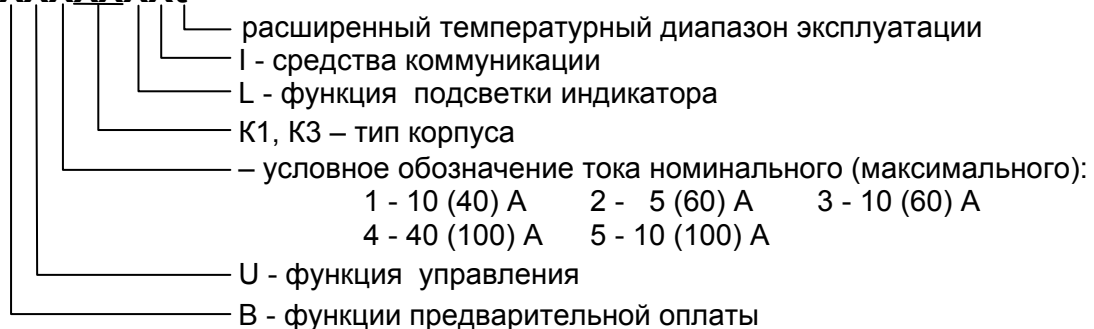 расширенный температурный диапазон эксплуатации
I - средства коммуникации
L - функция подсветки индикатора
К1, К3 – тип корпуса
– условное обозначение тока номинального (максимального):
1 - 10 (40) А 2 - 5 (60) А 3 - 10 (60) А
4 - 40 (100) А 5 - 10 (100) А
U - функция управления
В - функции предварительной оплаты